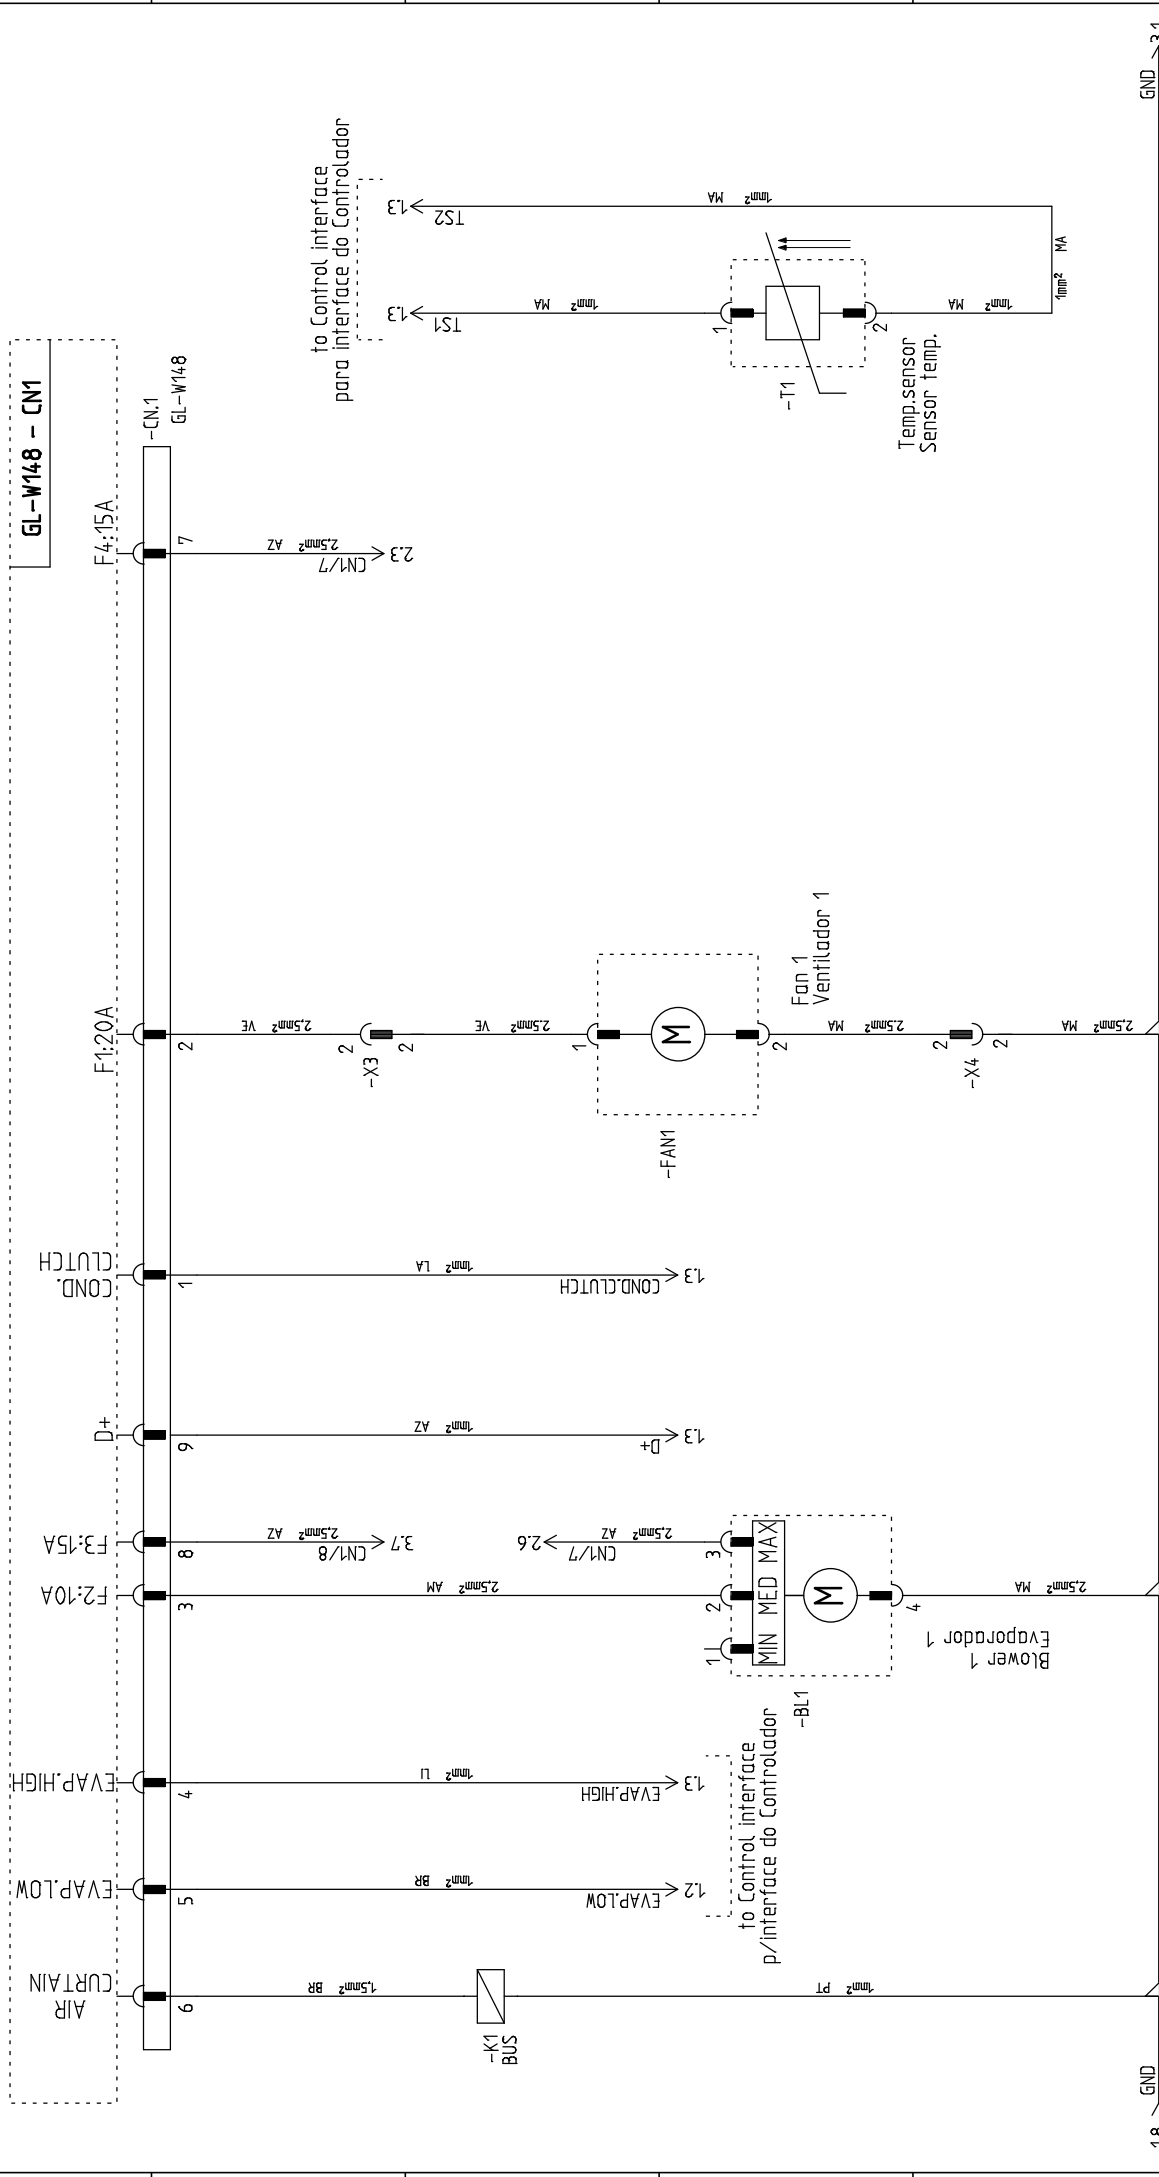 GL-W148 - CN1
AIR
CURTAIN
6
BR 1,5mm²
-K1
BUS
PT 1mm²
EVAP.LOW
5
BR 1mm²
EVAP.LOW
1.2
EVAP.HIGH
4
LI 1mm²
EVAP.HIGH
1.3
to Control interface
p/interface do Controlador
F2:10A
3
AM 2,5mm²
F3:15A
8
AZ 2,5mm²
CN1/8
3.7
2.6
AZ 2,5mm²
CN1/7
1
2
3
MIN MED MAX
M
4
-BL1
Blower 1
Evaporador 1
MA 2,5mm²
D+
9
AZ 1mm²
D+
1.3
COND.
CLUTCH
1
LA 1mm²
COND.CLUTCH
1.3
F1:20A
2
VE 2,5mm²
2
-X3
2
VE 2,5mm²
1
M
-FAN1
2
Fan 1
Ventilador 1
MA 2,5mm²
2
-X4
2
MA 2,5mm²
F4:15A
7
AZ 2,5mm²
CN1/7
2.3
-CN.1
GL-W148
to Control interface
para interface do Controlador
1.3
TS1
1.3
TS2
MA 1mm²
MA 1mm²
1
-T1
2
Temp.sensor
Sensor temp.
MA 1mm²
1mm² MA
GND
GND